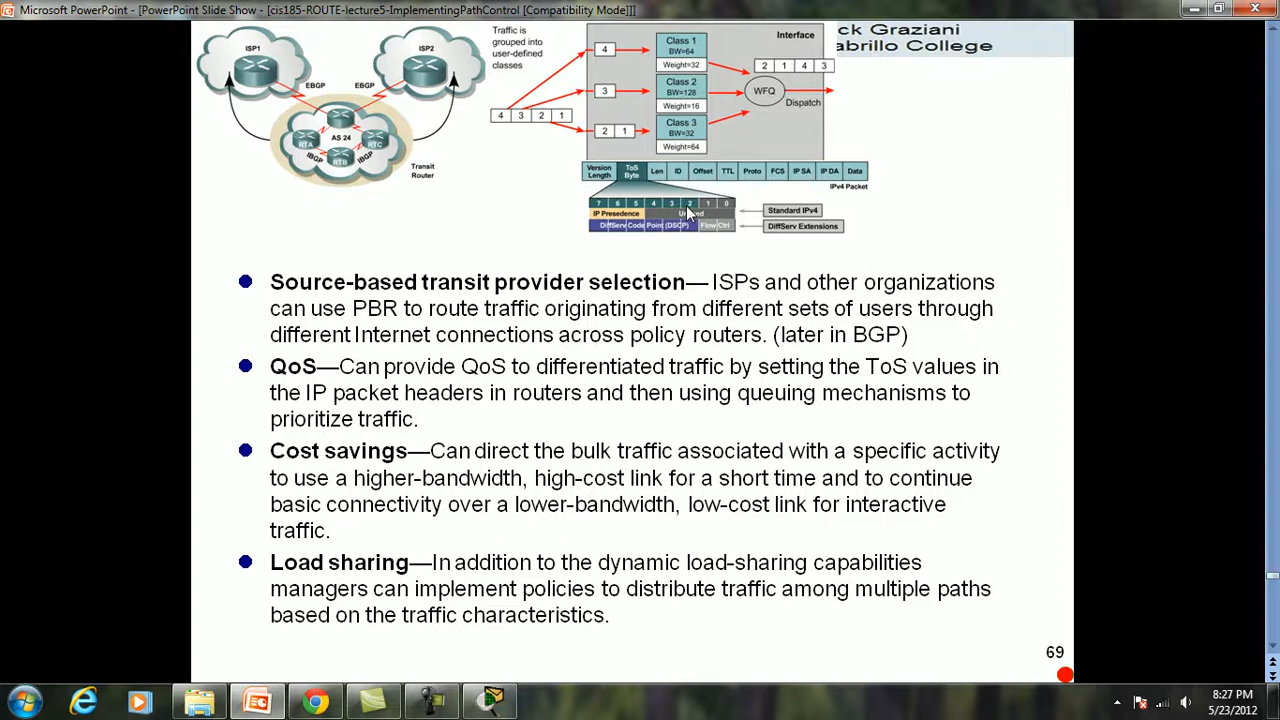 Microsoft PowerPoint Slide Show - [PowerPoint Slide Show - [cis185-ROUTE-lecture5-ImplementingPathControl [Compatibility Mode]]]
ck Graziani
abrillo College
ISP1
ISP2
EBGP
EBGP
AS 24
RTA
RTC
RTB
IBGP
IBGP
Transit
Router
Traffic is
grouped into
user-defined
classes
4 3 2 1
4
3
2 1
Interface
Class 1
BW=64
Weight=32
Class 2
BW=128
Weight=16
Class 3
BW=32
Weight=64
2 1 4 3
WFQ
Dispatch
Version Length
ToS Byte
Len
ID
Offset
TTL
Proto
FCS
IP SA
IP DA
Data
IPv4 Packet
7 6 5 4 3 2 1 0
IP Presedence
Standard IPv4
DiffServ Code Point (DSCP)
Flow Ctrl
DiffServ Extensions
Source-based transit provider selection— ISPs and other organizations
can use PBR to route traffic originating from different sets of users through
different Internet connections across policy routers. (later in BGP)
QoS—Can provide QoS to differentiated traffic by setting the ToS values in
the IP packet headers in routers and then using queuing mechanisms to
prioritize traffic.
Cost savings—Can direct the bulk traffic associated with a specific activity
to use a higher-bandwidth, high-cost link for a short time and to continue
basic connectivity over a lower-bandwidth, low-cost link for interactive
traffic.
Load sharing—In addition to the dynamic load-sharing capabilities
managers can implement policies to distribute traffic among multiple paths
based on the traffic characteristics.
69
8:27 PM
5/23/2012